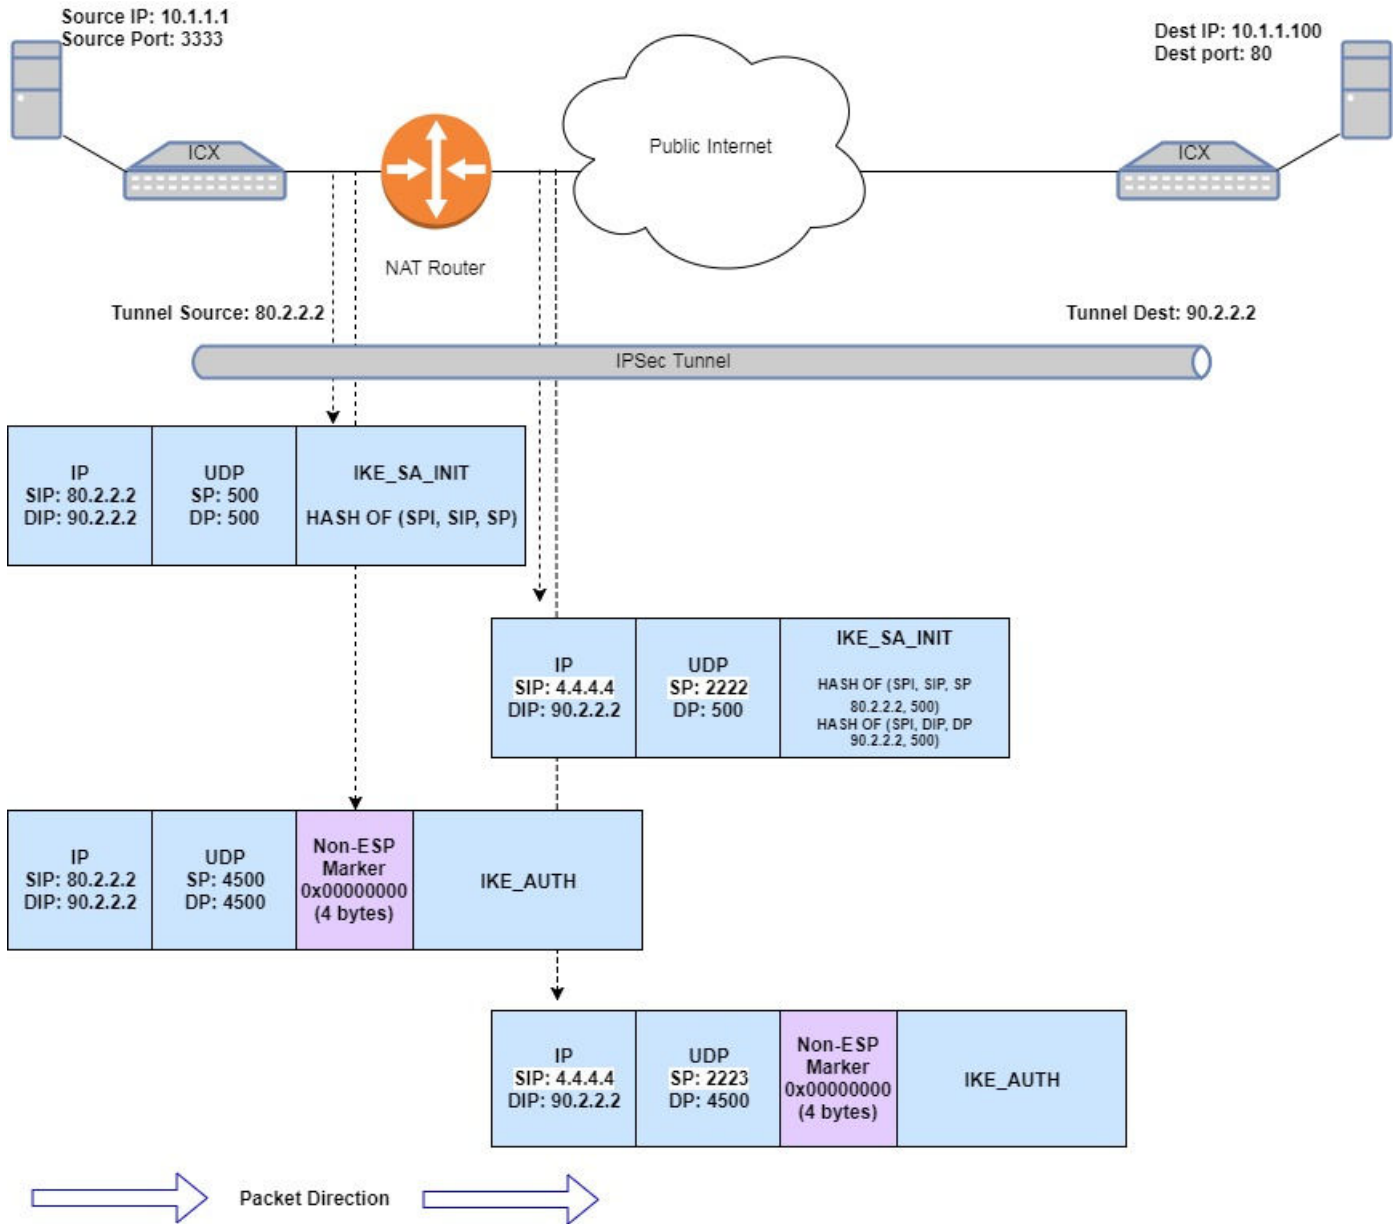 Source IP: 10.1.1.1
Source Port: 3333
Dest IP: 10.1.1.100
Dest port: 80
ICX
Public Internet
ICX
NAT Router
Tunnel Source: 80.2.2.2
Tunnel Dest: 90.2.2.2
IPSec Tunnel
IP
SIP: 80.2.2.2
DIP: 90.2.2.2
UDP
SP: 500
DP: 500
IKE_SA_INIT
HASH OF (SPI, SIP, SP)
IP
SIP: 4.4.4.4
DIP: 90.2.2.2
UDP
SP: 2222
DP: 500
IKE_SA_INIT
HASH OF (SPI, SIP, SP
80.2.2.2, 500)
HASH OF (SPI, DIP, DP
90.2.2.2, 500)
IP
SIP: 80.2.2.2
DIP: 90.2.2.2
UDP
SP: 4500
DP: 4500
Non-ESP
Marker
0x00000000
(4 bytes)
IKE_AUTH
IP
SIP: 4.4.4.4
DIP: 90.2.2.2
UDP
SP: 2223
DP: 4500
Non-ESP
Marker
0x00000000
(4 bytes)
IKE_AUTH
Packet Direction